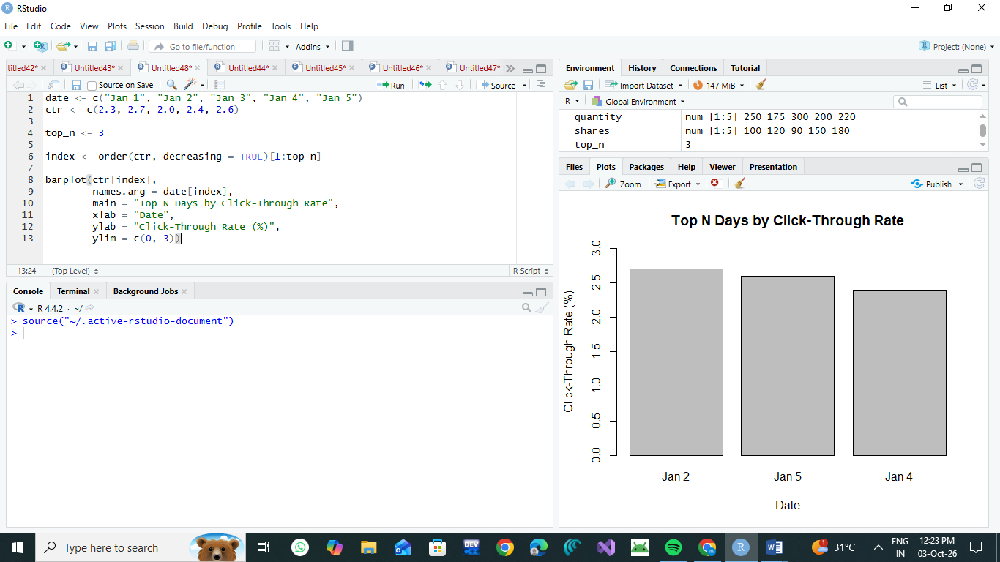 RStudio
File Edit Code View Plots Session Build Debug Profile Tools Help
Go to file/function Addins Project: (None)
ntitled42* Untitled43* Untitled48* Untitled44* Untitled45* Untitled46* Untitled47*
Source on Save Run Source
1 date <- c("Jan 1", "Jan 2", "Jan 3", "Jan 4", "Jan 5")
2 ctr <- c(2.3, 2.7, 2.0, 2.4, 2.6)
3
4 top_n <- 3
5
6 index <- order(ctr, decreasing = TRUE)[1:top_n]
7
8 barplot(ctr[index],
9 names.arg = date[index],
10 main = "Top N Days by Click-Through Rate",
11 xlab = "Date",
12 ylab = "Click-Through Rate (%)",
13 ylim = c(0, 3))
13:24 (Top Level) R Script
Console Terminal Background Jobs
R 4.4.2 · ~/
> source("~/.active-rstudio-document")
>
Environment History Connections Tutorial
Import Dataset 147 MiB List
R Global Environment
quantity num [1:5] 250 175 300 200 220
shares num [1:5] 100 120 90 150 180
top_n 3
Files Plots Packages Help Viewer Presentation
Zoom Export Publish
Top N Days by Click-Through Rate
Click-Through Rate (%)
3.0
2.5
2.0
1.5
1.0
0.5
0.0
Jan 2 Jan 5 Jan 4
Date
Type here to search
DEV
1 31°C
ENG
IN
12:23 PM
03-Oct-26